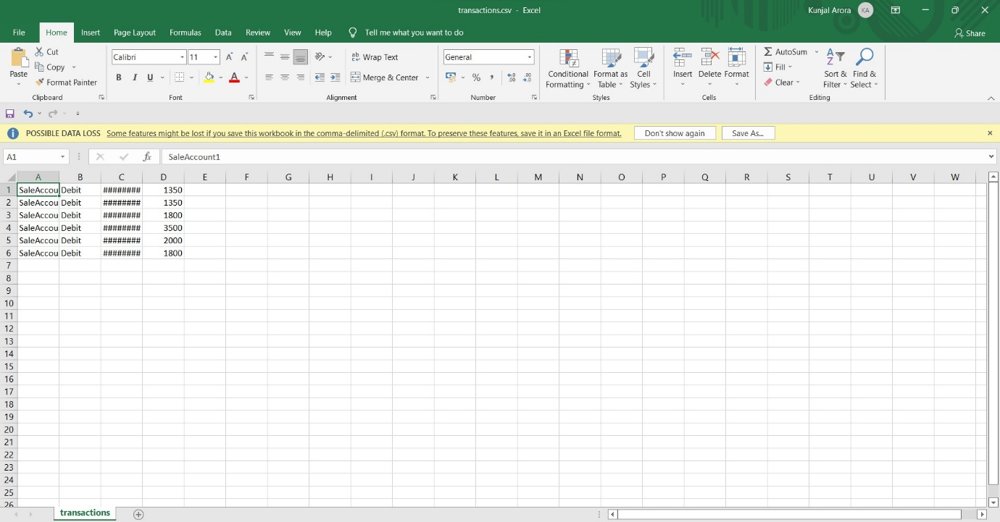 transactions.csv - Excel
Kunjal Arora KA
File Home Insert Page Layout Formulas Data Review View Help Tell me what you want to do Share
Cut
Copy
Format Painter
Paste
Clipboard
Calibri 11 A A
B I U A
Font
ab Wrap Text
Merge & Center
Alignment
General
% ,
Number
Conditional Formatting
Format as Table
Cell Styles
Styles
Insert Delete Format
Cells
AutoSum
Fill
Clear
Sort & Filter
Find & Select
Editing
POSSIBLE DATA LOSS Some features might be lost if you save this workbook in the comma-delimited (.csv) format. To preserve these features, save it in an Excel file format. Don't show again Save As...
A1 fx SaleAccount1
A B C D E F G H I J K L M N O P Q R S T U V W
1 SaleAccou Debit ######## 1350
2 SaleAccou Debit ######## 1350
3 SaleAccou Debit ######## 1800
4 SaleAccou Debit ######## 3500
5 SaleAccou Debit ######## 2000
6 SaleAccou Debit ######## 1800
7
8
9
10
11
12
13
14
15
16
17
18
19
20
21
22
23
24
25
26
transactions